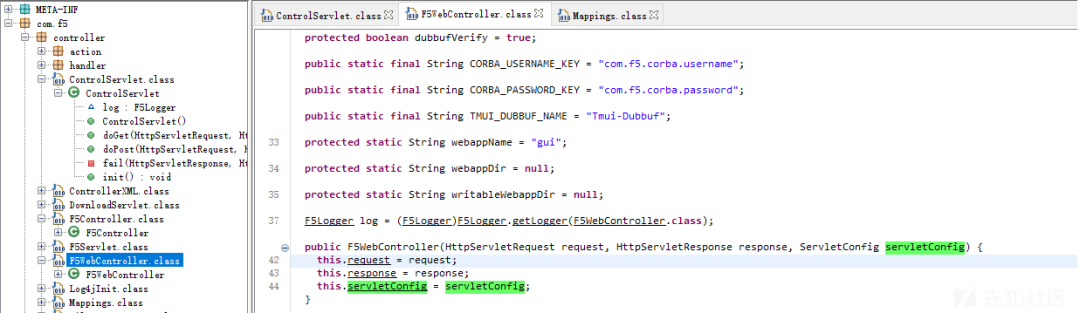 META-INF
com.f5
controller
action
handler
ControlServlet.class
ControlServlet
log : F5Logger
ControlServlet()
doGet(HttpServletRequest, Ht
doPost(HttpServletRequest, H
fail(HttpServletResponse, Ht
init() : void
ControllerXML.class
DownloadServlet.class
F5Controller.class
F5Controller
F5Servlet.class
F5WebController.class
F5WebController
Log4jInit.class
Mappings.class
ControlServlet.class
F5WebController.class
Mappings.class
protected boolean dubbufVerify = true;
public static final String CORBA_USERNAME_KEY = "com.f5.corba.username";
public static final String CORBA_PASSWORD_KEY = "com.f5.corba.password";
public static final String TMUI_DUBBUF_NAME = "Tmui-Dubbuf";
33 protected static String webappName = "gui";
34 protected static String webappDir = null;
35 protected static String writableWebappDir = null;
37 F5Logger log = (F5Logger)F5Logger.getLogger(F5WebController.class);
public F5WebController(HttpServletRequest request, HttpServletResponse response, ServletConfig servletConfig) {
42 this.request = request;
43 this.response = response;
44 this.servletConfig = servletConfig;
}
先知社区